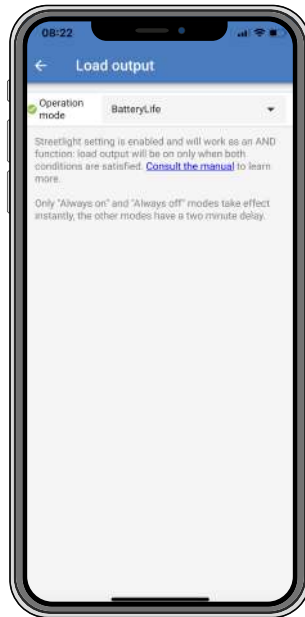 08:22
Load output
Operation mode
BatteryLife
Streetlight setting is enabled and will work as an AND
function: load output will be on only when both
conditions are satisfied. Consult the manual to learn
more.
Only "Always on" and "Always off" modes take effect
instantly, the other modes have a two minute delay.